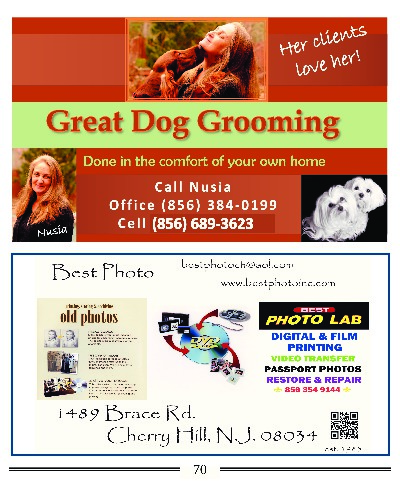 Her clients
love her!
Great Dog Grooming
Done in the comfort of your own home
Call Nusia
Office (856) 384-0199
Cell (856) 689-3623
Nusia
Best Photo
bestphotoch@aol.com
www.bestphotoinc.com
old photos
BEST
PHOTO LAB
DIGITAL & FILM
PRINTING
VIDEO TRANSFER
PASSPORT PHOTOS
RESTORE & REPAIR
856 354 9144
1489 Brace Rd.
Cherry Hill, N.J. 08034
70